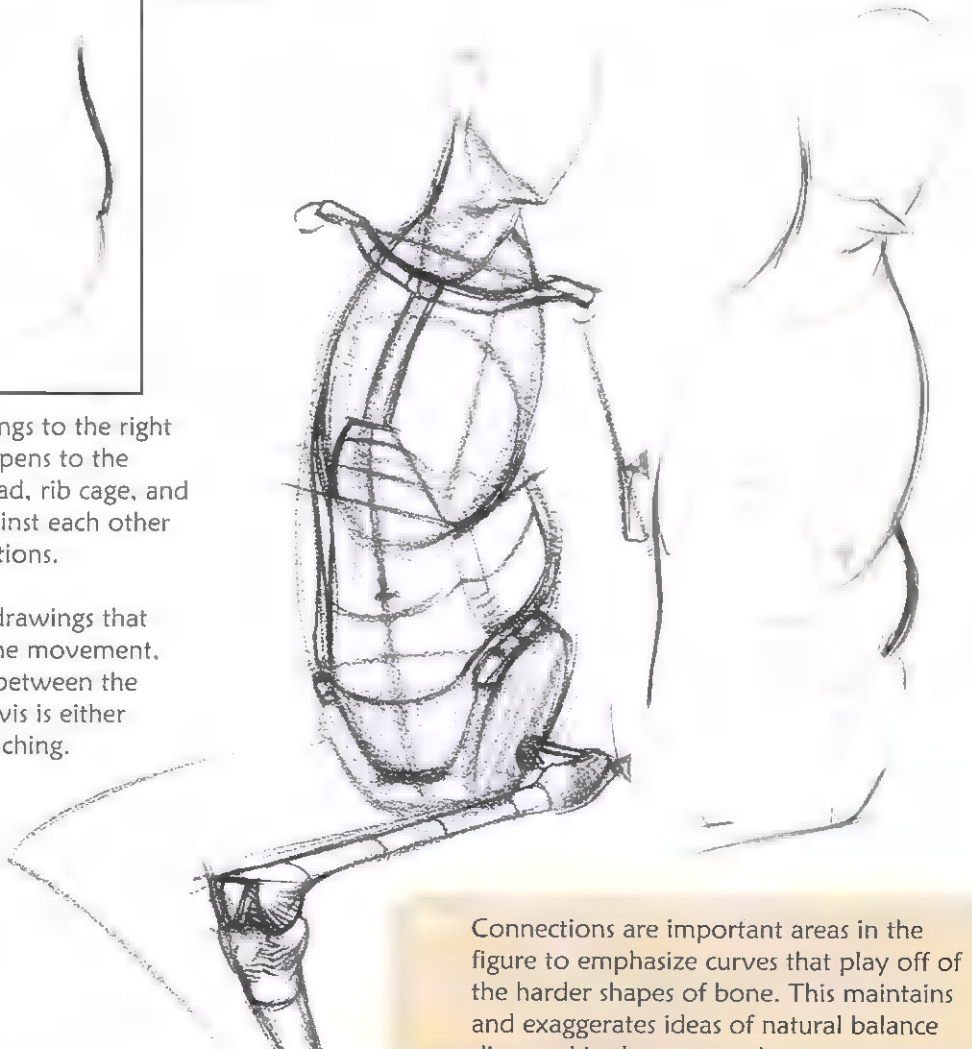 ngs to the right
pens to the
ad, rib cage, and
inst each other
tions.
drawings that
he movement,
between the
vis is either
ching.
Connections are important areas in the
figure to emphasize curves that play off of
the harder shapes of bone. This maintains
and exaggerates ideas of natural balance